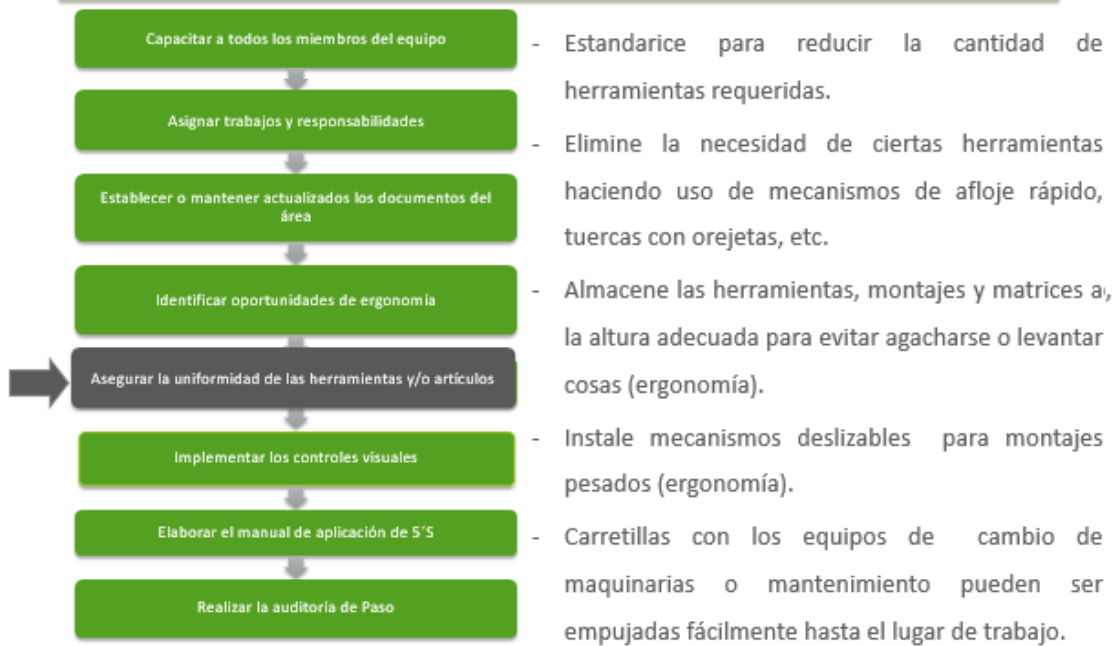 Capacitar a todos los miembros del equipo
Asignar trabajos y responsabilidades
Establecer o mantener actualizados los documentos del
área
Identificar oportunidades de ergonomía
Asegurar la uniformidad de las herramientas y/o artículos
Implementar los controles visuales
Elaborar el manual de aplicación de 5´S
Realizar la auditoría de Paso
- Estandarice para reducir la cantidad de
herramientas requeridas.
- Elimine la necesidad de ciertas herramientas
haciendo uso de mecanismos de afloje rápido,
tuercas con orejetas, etc.
- Almacene las herramientas, montajes y matrices a,
la altura adecuada para evitar agacharse o levantar
cosas (ergonomía).
- Instale mecanismos deslizables para montajes
pesados (ergonomía).
- Carretillas con los equipos de cambio de
maquinarias o mantenimiento pueden ser
empujadas fácilmente hasta el lugar de trabajo.